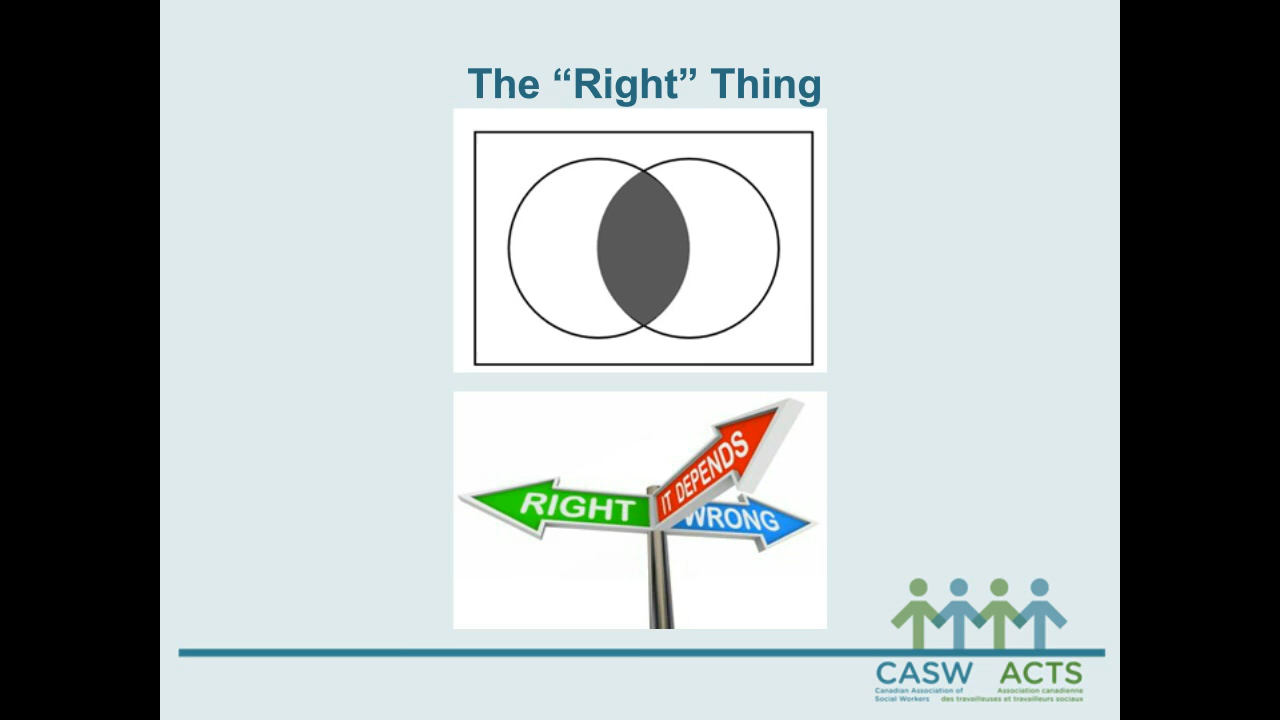 The “Right” Thing
RIGHT
IT DEPENDS
WRONG
CASW ACTS
Canadian Association of
Social Workers
Association canadienne
des travailleuses et travailleurs sociaux